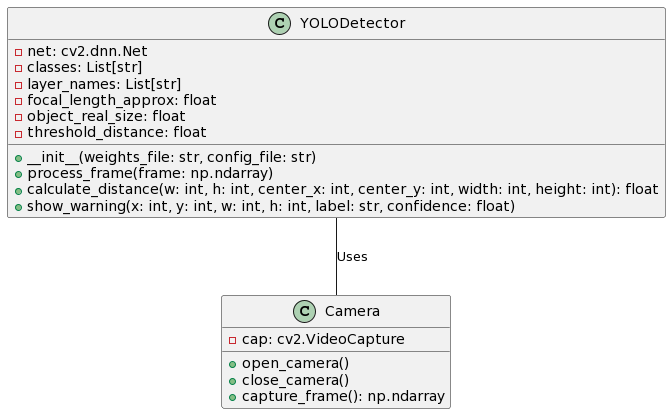 C YOLODetector
net: cv2.dnn.Net
classes: List[str]
layer_names: List[str]
focal_length_approx: float
object_real_size: float
threshold_distance: float
__init__(weights_file: str, config_file: str)
process_frame(frame: np.ndarray)
calculate_distance(w: int, h: int, center_x: int, center_y: int, width: int, height: int): float
show_warning(x: int, y: int, w: int, h: int, label: str, confidence: float)
Uses
C Camera
cap: cv2.VideoCapture
open_camera()
close_camera()
capture_frame(): np.ndarray